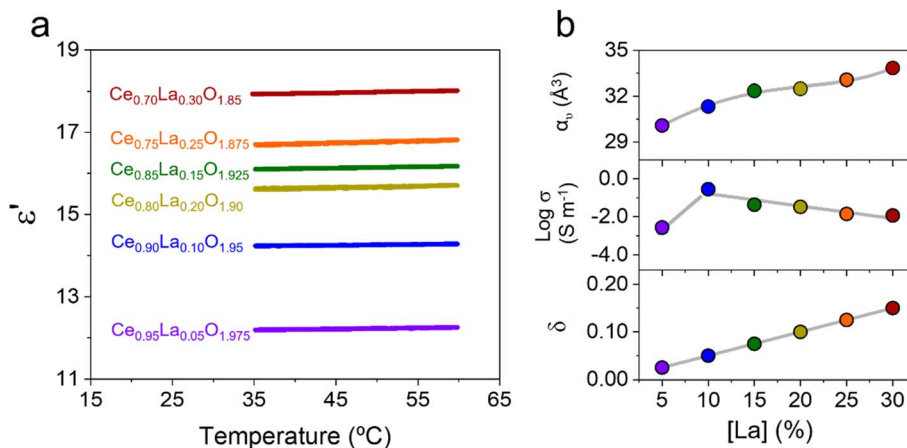 a
19
17
15
14
12
11
ε'
Ce0.70La0.30O1.85
Ce0.75La0.25O1.875
Ce0.85La0.15O1.925
Ce0.80La0.20O1.90
Ce0.90La0.10O1.95
Ce0.95La0.05O1.975
15 25 35 45 55 65
Temperature (ºC)
b
35
32
29
αᵥ (Å³)
0.0
-2.0
-4.0
Log σ
(S m⁻¹)
0.20
0.10
0.00
δ
5 10 15 20 25 30
[La] (%)